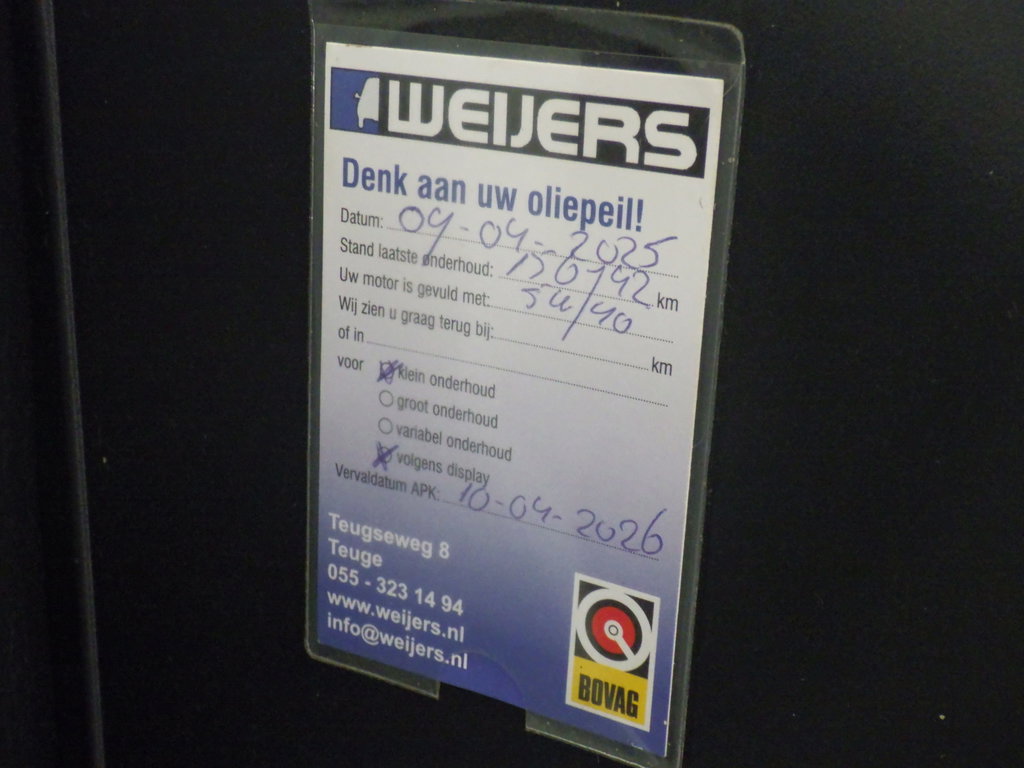 WEIJERS
Denk aan uw oliepeil!
Datum: 09-04-2025
Stand laatste onderhoud: 156142 km
Uw motor is gevuld met: 5w/40
Wij zien u graag terug bij: km
of in
voor klein onderhoud
groot onderhoud
variabel onderhoud
volgens display
Vervaldatum APK: 10-04-2026
Teugseweg 8
Teuge
055 - 323 14 94
www.weijers.nl
info@weijers.nl
BOVAG